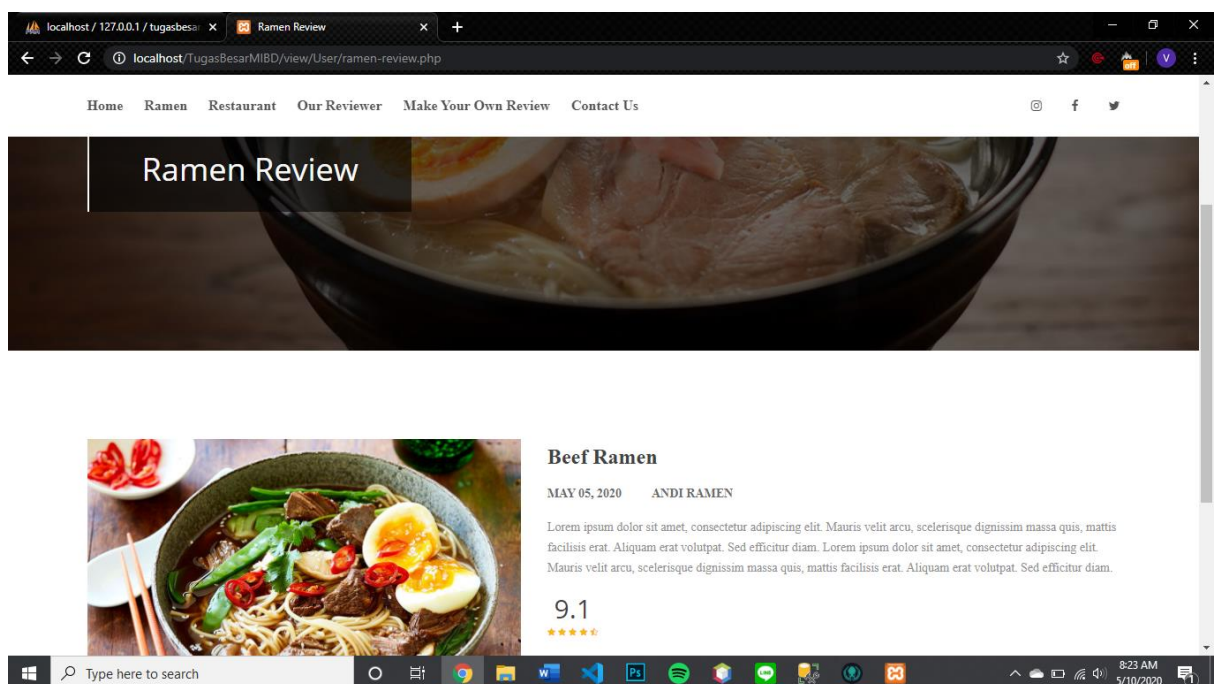 localhost / 127.0.0.1 / tugasbesa
Ramen Review
localhost/TugasBesarMIBD/view/User/ramen-review.php
off
V
Home Ramen Restaurant Our Reviewer Make Your Own Review Contact Us
Ramen Review
Beef Ramen
MAY 05, 2020 ANDI RAMEN
Lorem ipsum dolor sit amet, consectetur adipiscing elit. Mauris velit arcu, scelerisque dignissim massa quis, mattis
facilisis erat. Aliquam erat volutpat. Sed efficitur diam. Lorem ipsum dolor sit amet, consectetur adipiscing elit.
Mauris velit arcu, scelerisque dignissim massa quis, mattis facilisis erat. Aliquam erat volutpat. Sed efficitur diam.
9.1
Type here to search
8:23 AM
5/10/2020